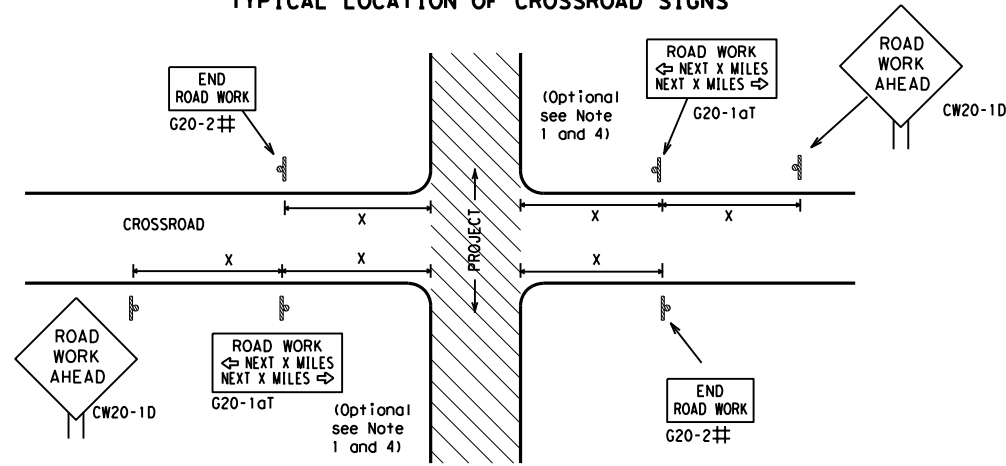 TYPICAL LOCATION OF CROSSROAD SIGNS
END
ROAD WORK
G20-2#
(Optional
see Note
1 and 4)
ROAD WORK
⇦ NEXT X MILES
NEXT X MILES ⇨
G20-1aT
ROAD
WORK
AHEAD
CW20-1D
X
X
X
CROSSROAD
PROJECT
X
X
X
ROAD
WORK
AHEAD
CW20-1D
ROAD WORK
⇦ NEXT X MILES
NEXT X MILES ⇨
G20-1aT
(Optional
see Note
1 and 4)
END
ROAD WORK
G20-2#